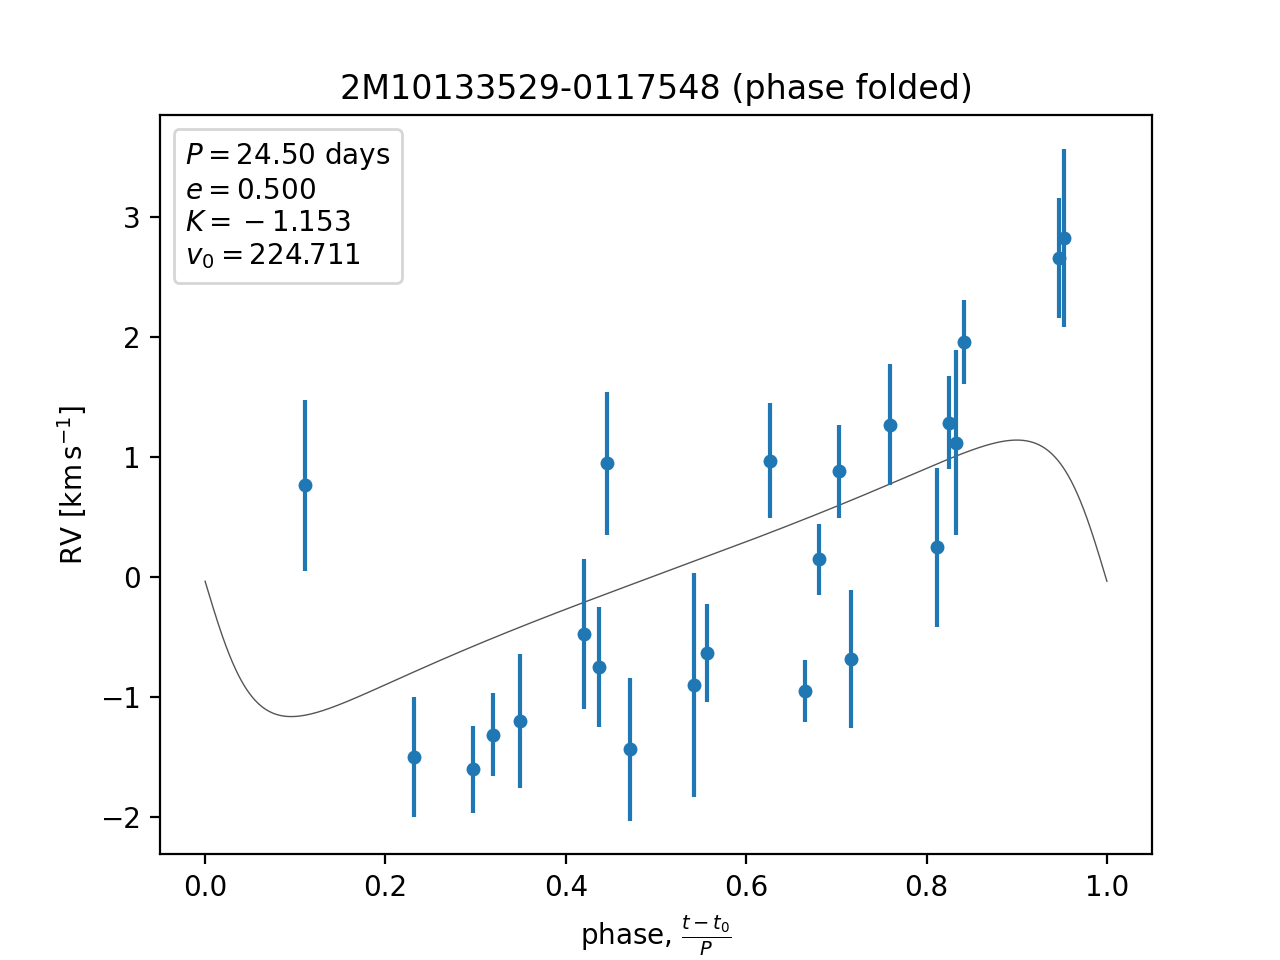 2M10133529-0117548 (phase folded)
P = 24.50 days
e = 0.500
K = −1.153
v₀ = 224.711
3
2
1
0
−1
−2
RV [km s⁻¹]
0.0 0.2 0.4 0.6 0.8 1.0
phase, (t − t₀)/P